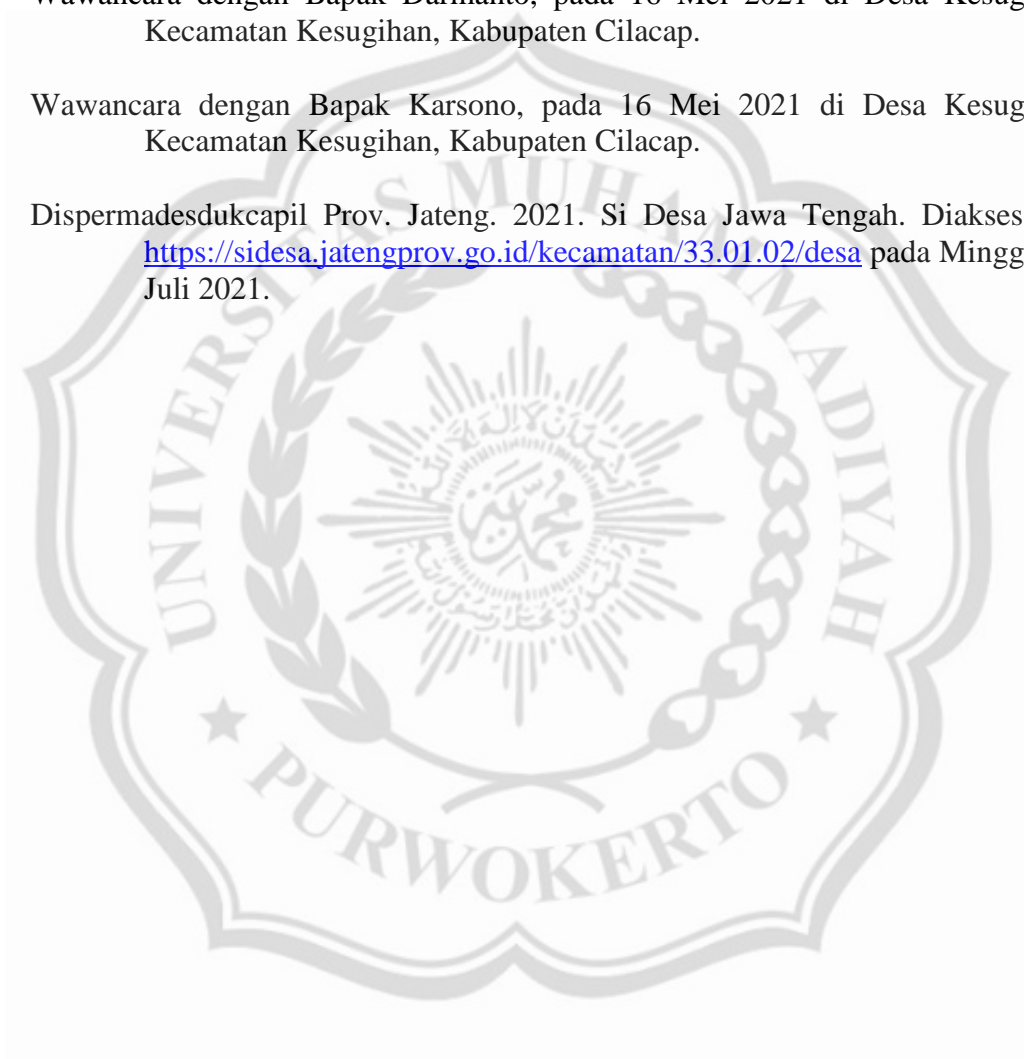 Kecamatan Kesugihan, Kabupaten Cilacap.
Wawancara dengan Bapak Karsono, pada 16 Mei 2021 di Desa Kesug
Kecamatan Kesugihan, Kabupaten Cilacap.
Dispermadesdukcapil Prov. Jateng. 2021. Si Desa Jawa Tengah. Diakses
https://sidesa.jatengprov.go.id/kecamatan/33.01.02/desa pada Mingg
Juli 2021.
UNIVERSITAS MUHAMMADIYAH
PURWOKERTO